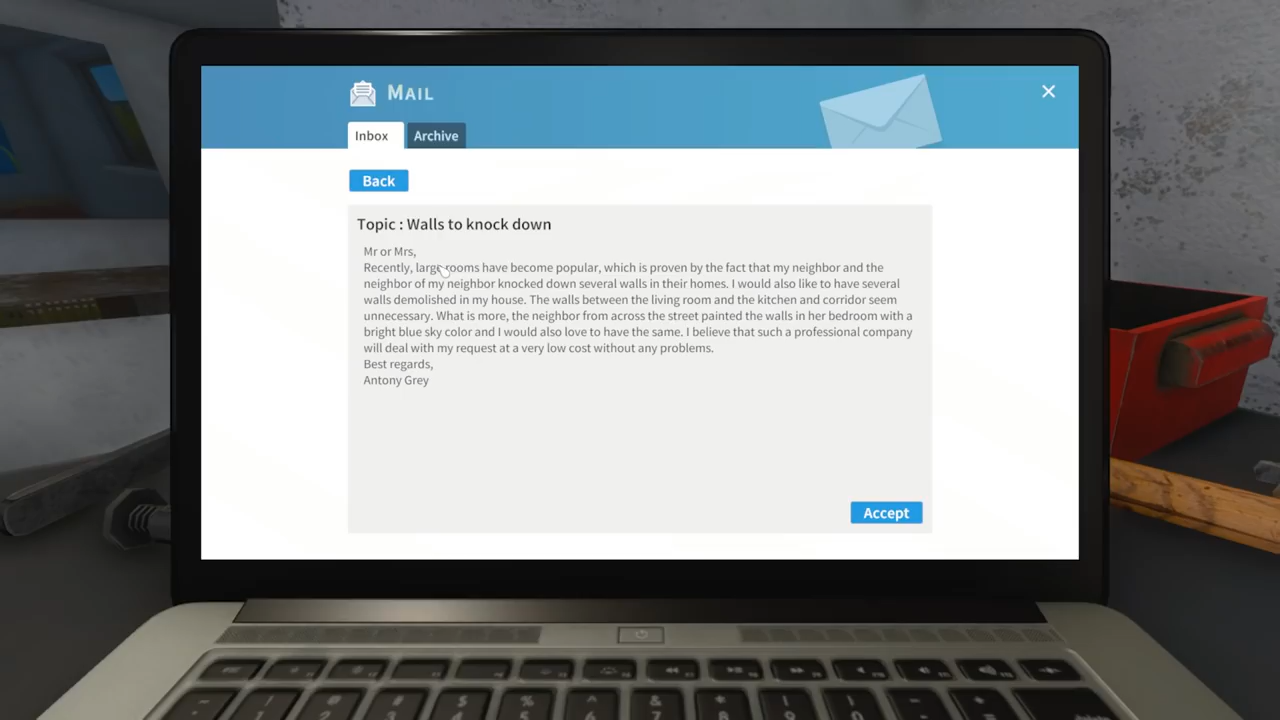 MAIL
Inbox
Archive
Back
Topic : Walls to knock down
Mr or Mrs,
Recently, large rooms have become popular, which is proven by the fact that my neighbor and the
neighbor of my neighbor knocked down several walls in their homes. I would also like to have several
walls demolished in my house. The walls between the living room and the kitchen and corridor seem
unnecessary. What is more, the neighbor from across the street painted the walls in her bedroom with a
bright blue sky color and I would also love to have the same. I believe that such a professional company
will deal with my request at a very low cost without any problems.
Best regards,
Antony Grey
Accept